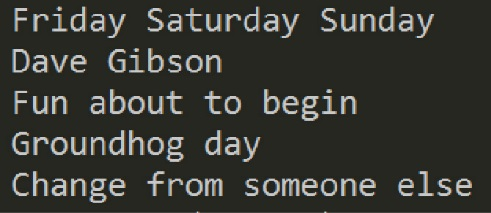 Friday Saturday Sunday
Dave Gibson
Fun about to begin
Groundhog day
Change from someone else